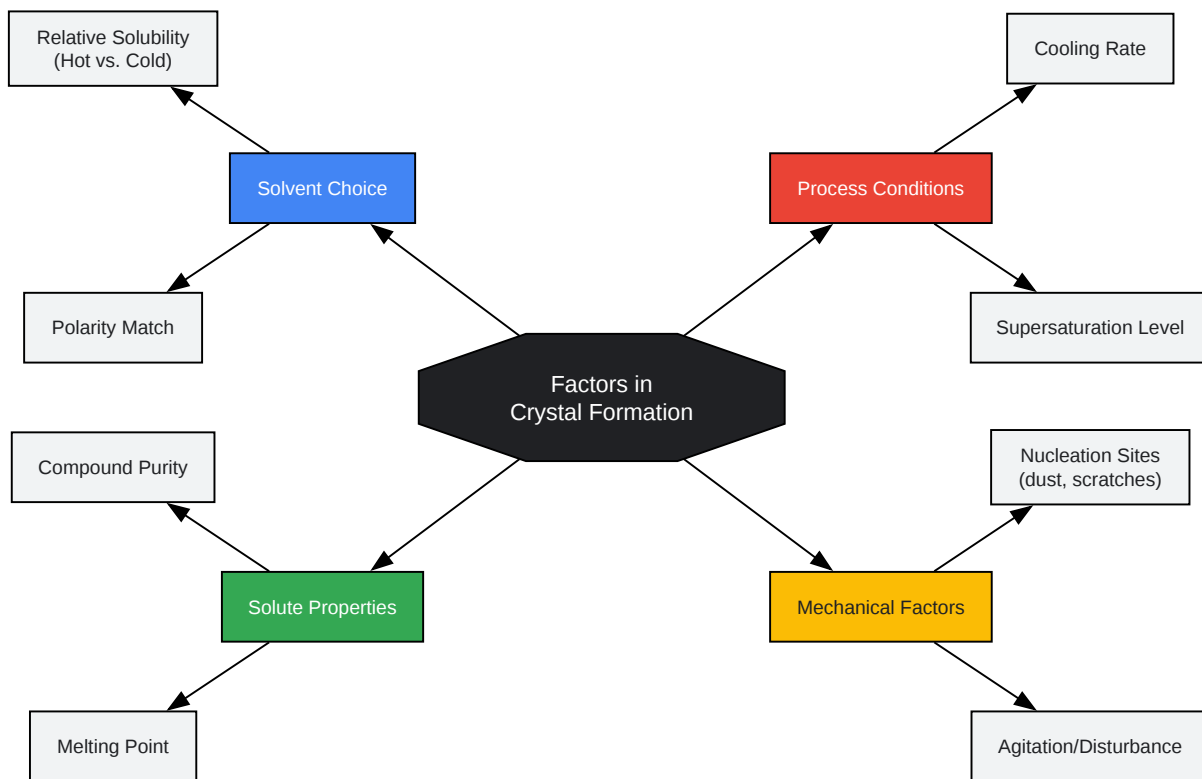 Relative Solubility
(Hot vs. Cold)
Cooling Rate
Solvent Choice
Process Conditions
Polarity Match
Supersaturation Level
Factors in
Crystal Formation
Compound Purity
Nucleation Sites
(dust, scratches)
Solute Properties
Mechanical Factors
Melting Point
Agitation/Disturbance